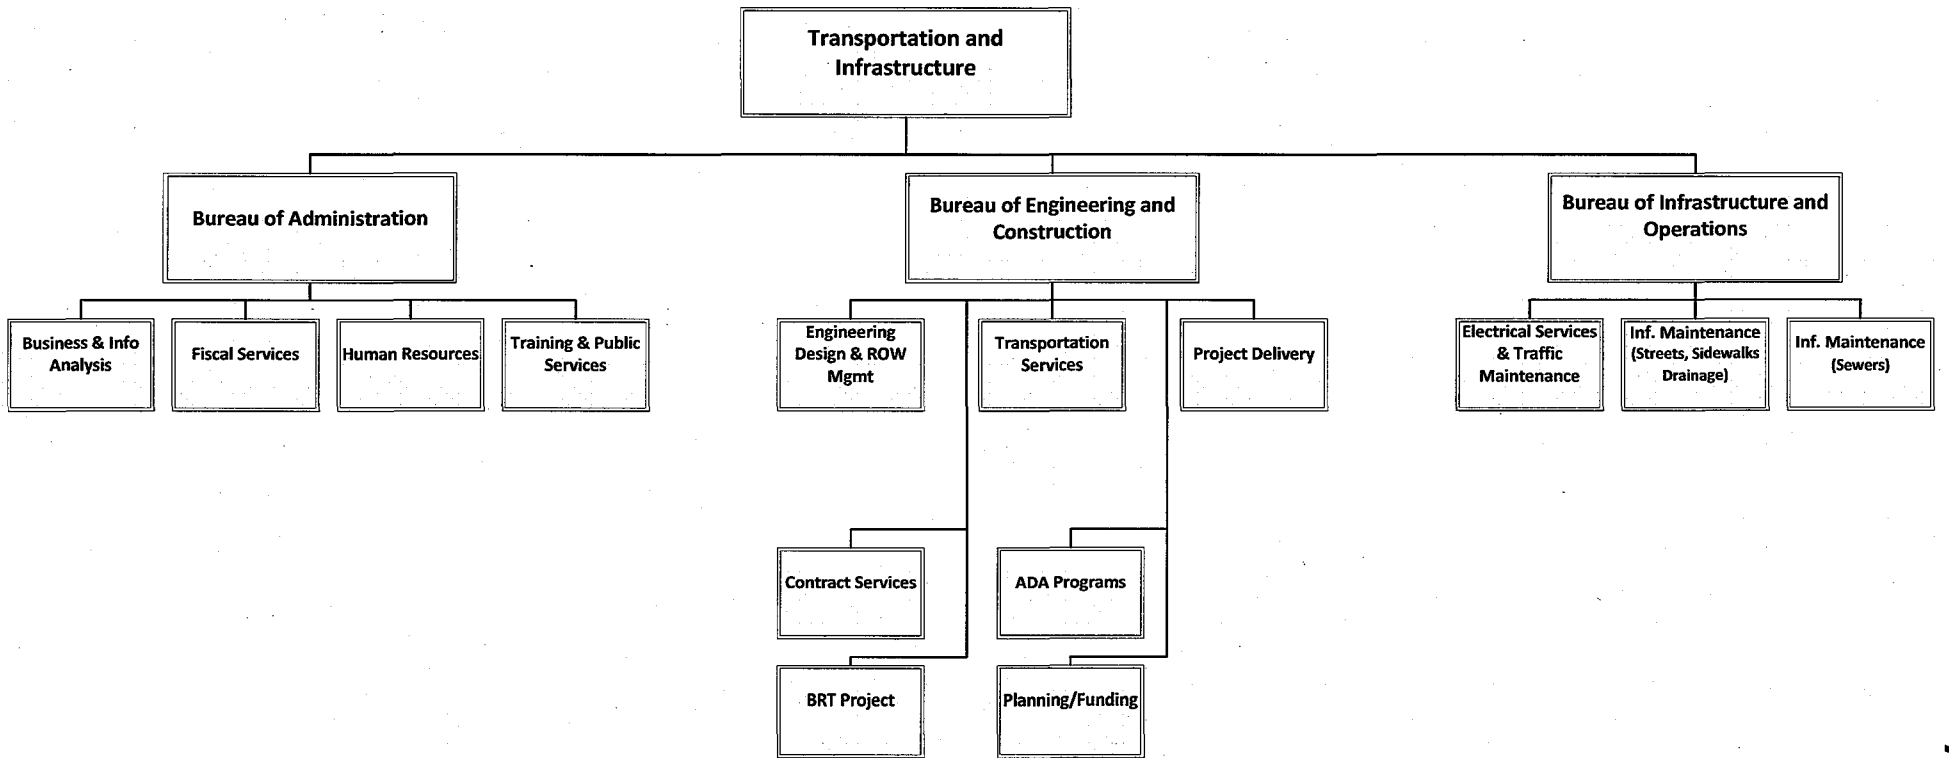 Transportation and
Infrastructure
Bureau of Administration
Bureau of Engineering and
Construction
Bureau of Infrastructure and
Operations
Business & Info
Analysis
Fiscal Services
Human Resources
Training & Public
Services
Engineering
Design & ROW
Mgmt
Transportation
Services
Project Delivery
Electrical Services
& Traffic
Maintenance
Inf. Maintenance
(Streets, Sidewalks
Drainage)
Inf. Maintenance
(Sewers)
Contract Services
ADA Programs
BRT Project
Planning/Funding